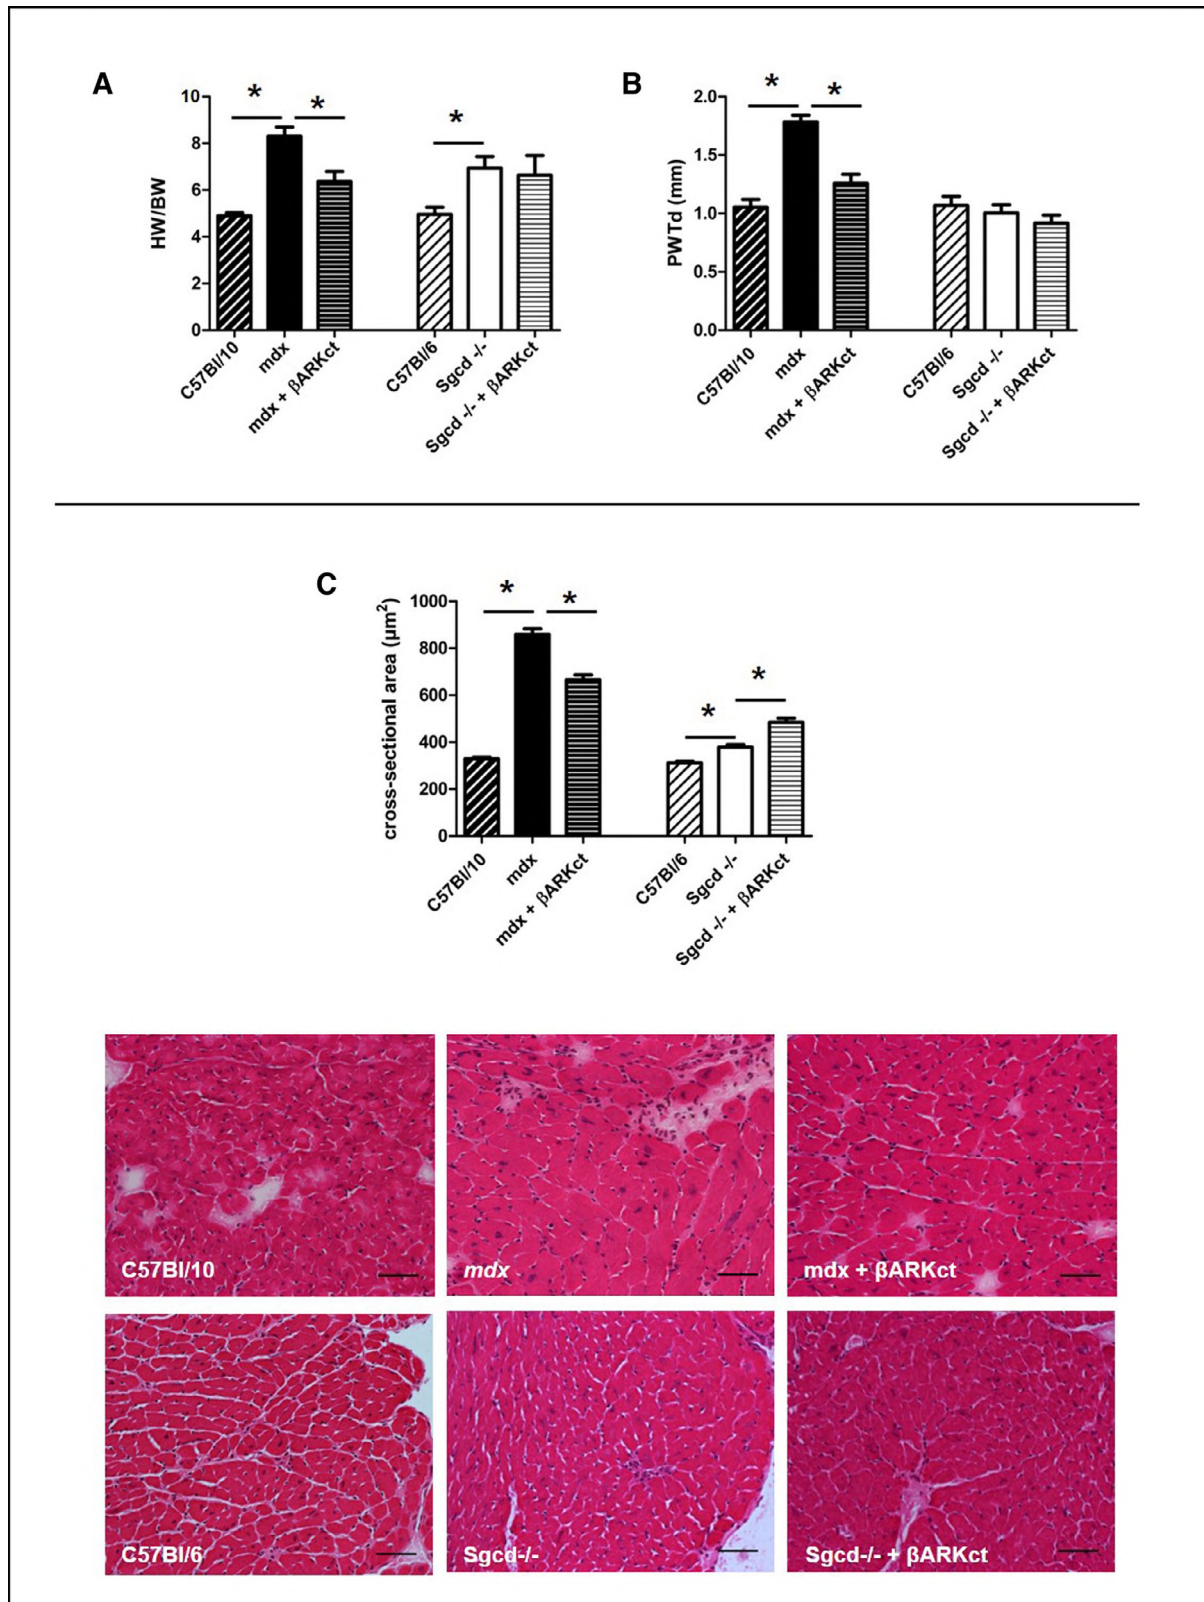 A
B
* * *
* *
10
8
6
4
2
0
HW/BW
C57Bl/10
mdx
mdx + βARKct
C57Bl/6
Sgcd -/-
Sgcd -/- + βARKct
2.0
1.5
1.0
0.5
0.0
PWTd (mm)
C57Bl/10
mdx
mdx + βARKct
C57Bl/6
Sgcd -/-
Sgcd -/- + βARKct
C
* * * *
1000
800
600
400
200
0
cross-sectional area (µm²)
C57Bl/10
mdx
mdx + βARKct
C57Bl/6
Sgcd -/-
Sgcd -/- + βARKct
C57Bl/10
mdx
mdx + βARKct
C57Bl/6
Sgcd-/-
Sgcd-/- + βARKct